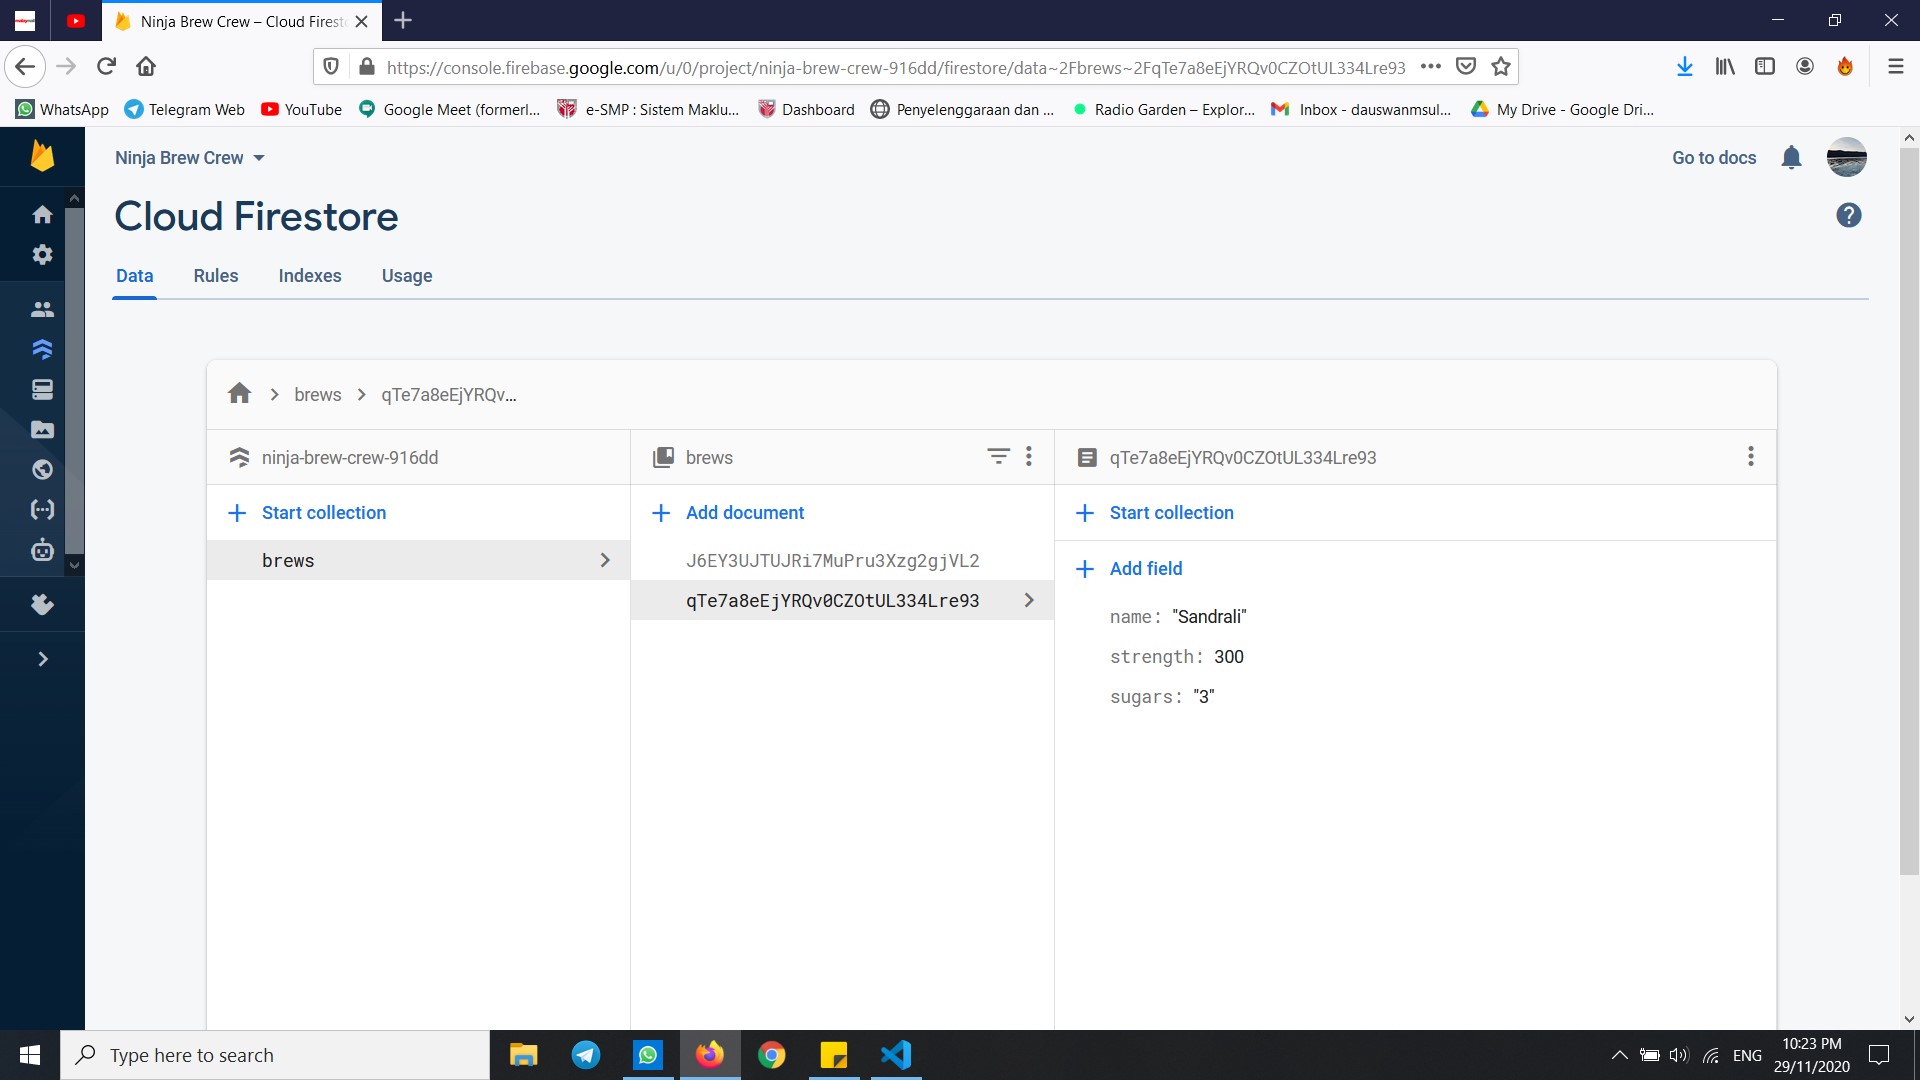 Ninja Brew Crew – Cloud Firest
https://console.firebase.google.com/u/0/project/ninja-brew-crew-916dd/firestore/data~2Fbrews~2FqTe7a8eEjYRQv0CZOtUL334Lre93
WhatsApp Telegram Web YouTube Google Meet (formerl... e-SMP : Sistem Maklu... Dashboard Penyelenggaraan dan ... Radio Garden – Explor... Inbox - dauswanmsul... My Drive - Google Dri...
Ninja Brew Crew Go to docs
Cloud Firestore
Data Rules Indexes Usage
brews qTe7a8eEjYRQv...
ninja-brew-crew-916dd brews qTe7a8eEjYRQv0CZOtUL334Lre93
Start collection Add document Start collection
brews J6EY3UJTUJRi7MuPru3Xzg2gjVL2 Add field
qTe7a8eEjYRQv0CZOtUL334Lre93
name: "Sandrali"
strength: 300
sugars: "3"
Type here to search ENG 10:23 PM
29/11/2020